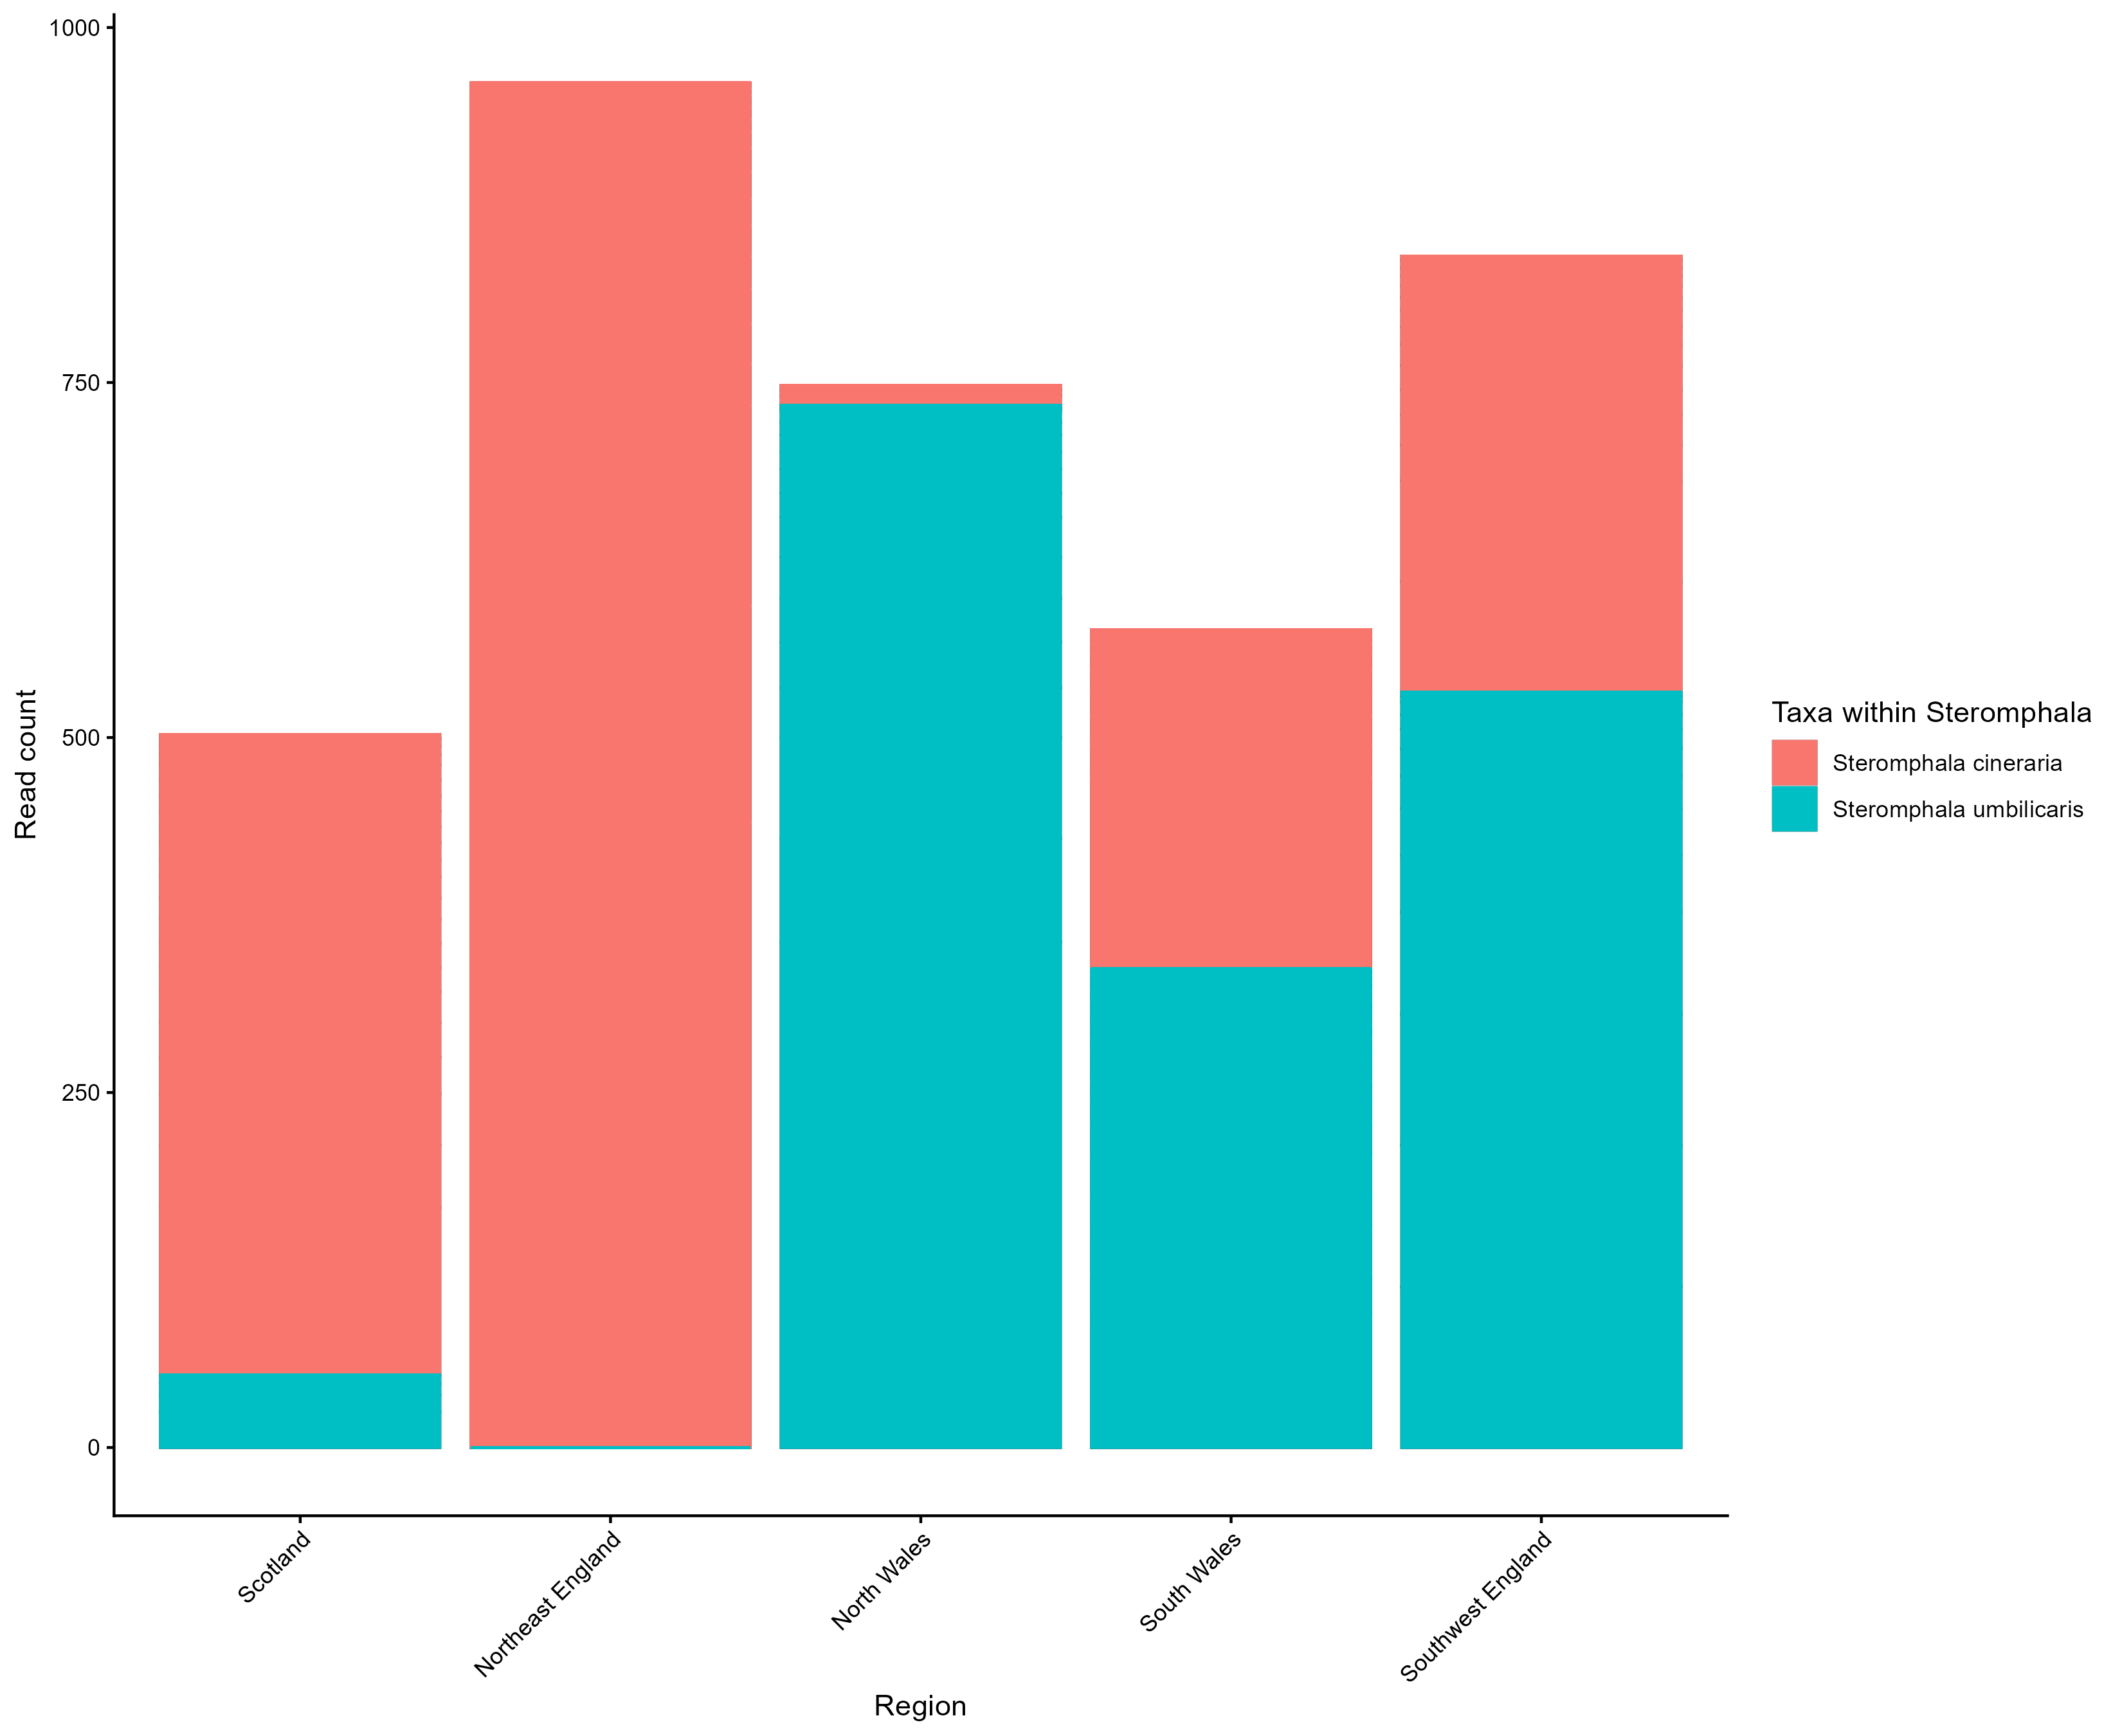 1000
750
500
250
0
Read count
Scotland
Northeast England
North Wales
South Wales
Southwest England
Region
Taxa within Steromphala
Steromphala cineraria
Steromphala umbilicaris